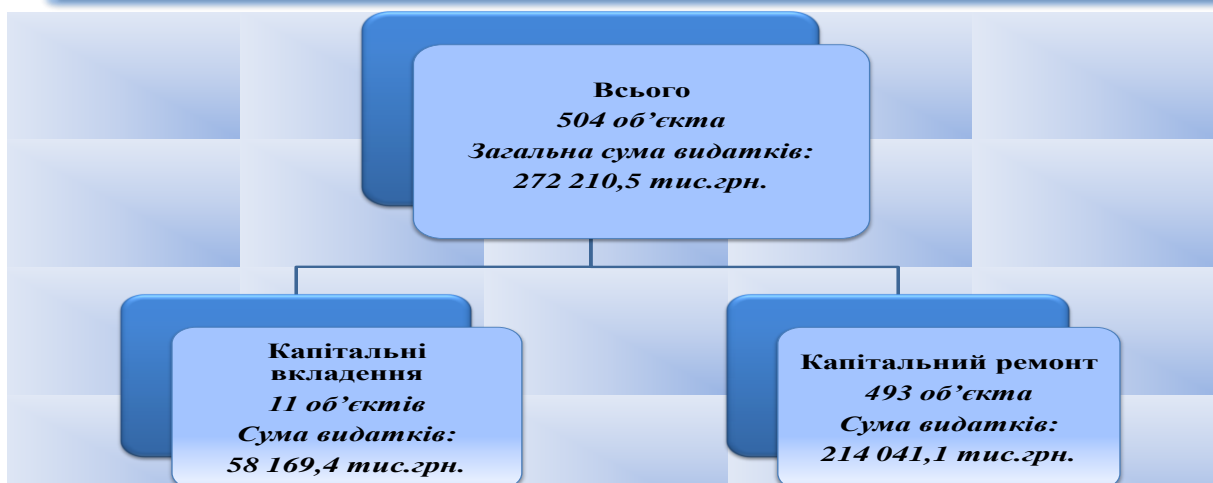 Всього
504 об’єкта
Загальна сума видатків:
272 210,5 тис.грн.
Капітальні
вкладення
11 об’єктів
Сума видатків:
58 169,4 тис.грн.
Капітальний ремонт
493 об’єкта
Сума видатків:
214 041,1 тис.грн.